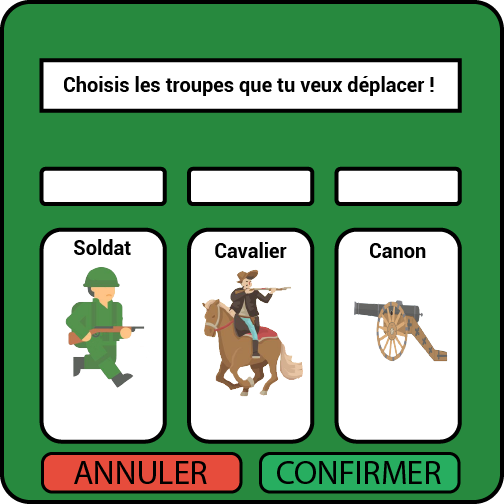 Choisis les troupes que tu veux déplacer !
Soldat
Cavalier
Canon
ANNULER
CONFIRMER